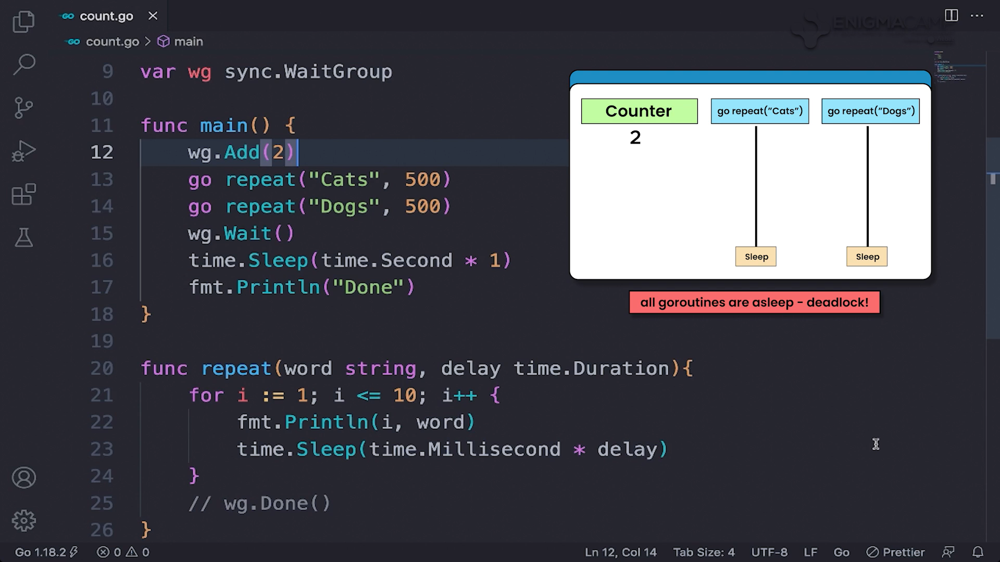 GO count.go ×
ENIGMACAMP
GO count.go > main
9 var wg sync.WaitGroup
10
11 func main() {
12 wg.Add(2)
13 go repeat("Cats", 500)
14 go repeat("Dogs", 500)
15 wg.Wait()
16 time.Sleep(time.Second * 1)
17 fmt.Println("Done")
18 }
19
20 func repeat(word string, delay time.Duration){
21 for i := 1; i <= 10; i++ {
22 fmt.Println(i, word)
23 time.Sleep(time.Millisecond * delay)
24 }
25 // wg.Done()
26 }
Counter
2
go repeat("Cats")
go repeat("Dogs")
Sleep
Sleep
all goroutines are asleep - deadlock!
Go 1.18.2 0 0 Ln 12, Col 14 Tab Size: 4 UTF-8 LF Go Prettier